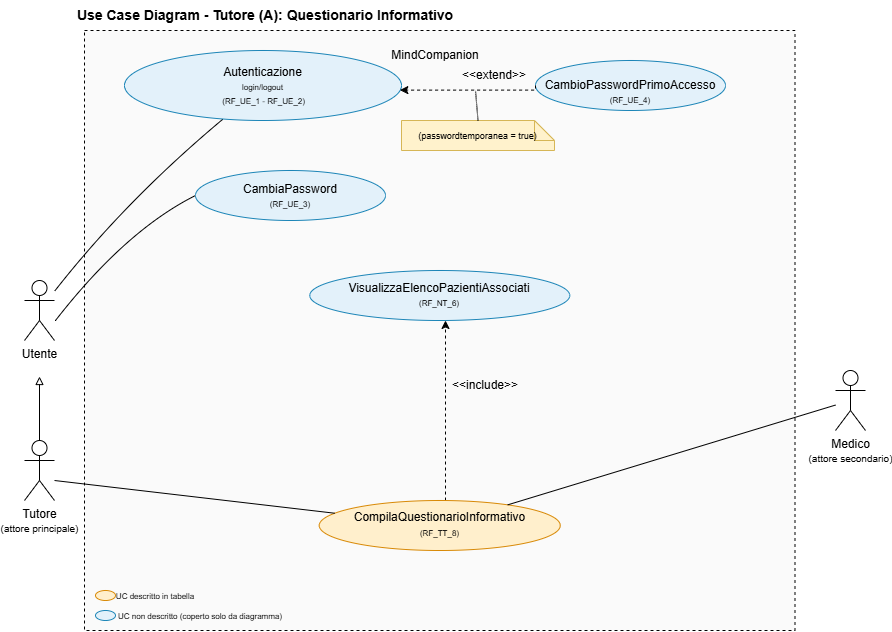 Use Case Diagram - Tutore (A): Questionario Informativo
MindCompanion
Autenticazione
login/logout
(RF_UE_1 - RF_UE_2)
<<extend>>
CambioPasswordPrimoAccesso
(RF_UE_4)
(passwordtemporanea = true)
CambiaPassword
(RF_UE_3)
VisualizzaElencoPazientiAssociati
(RF_NT_6)
Utente
<<include>>
Medico
(attore secondario)
Tutore
(attore principale)
CompilaQuestionarioInformativo
(RF_TT_8)
UC descritto in tabella
UC non descritto (coperto solo da diagramma)